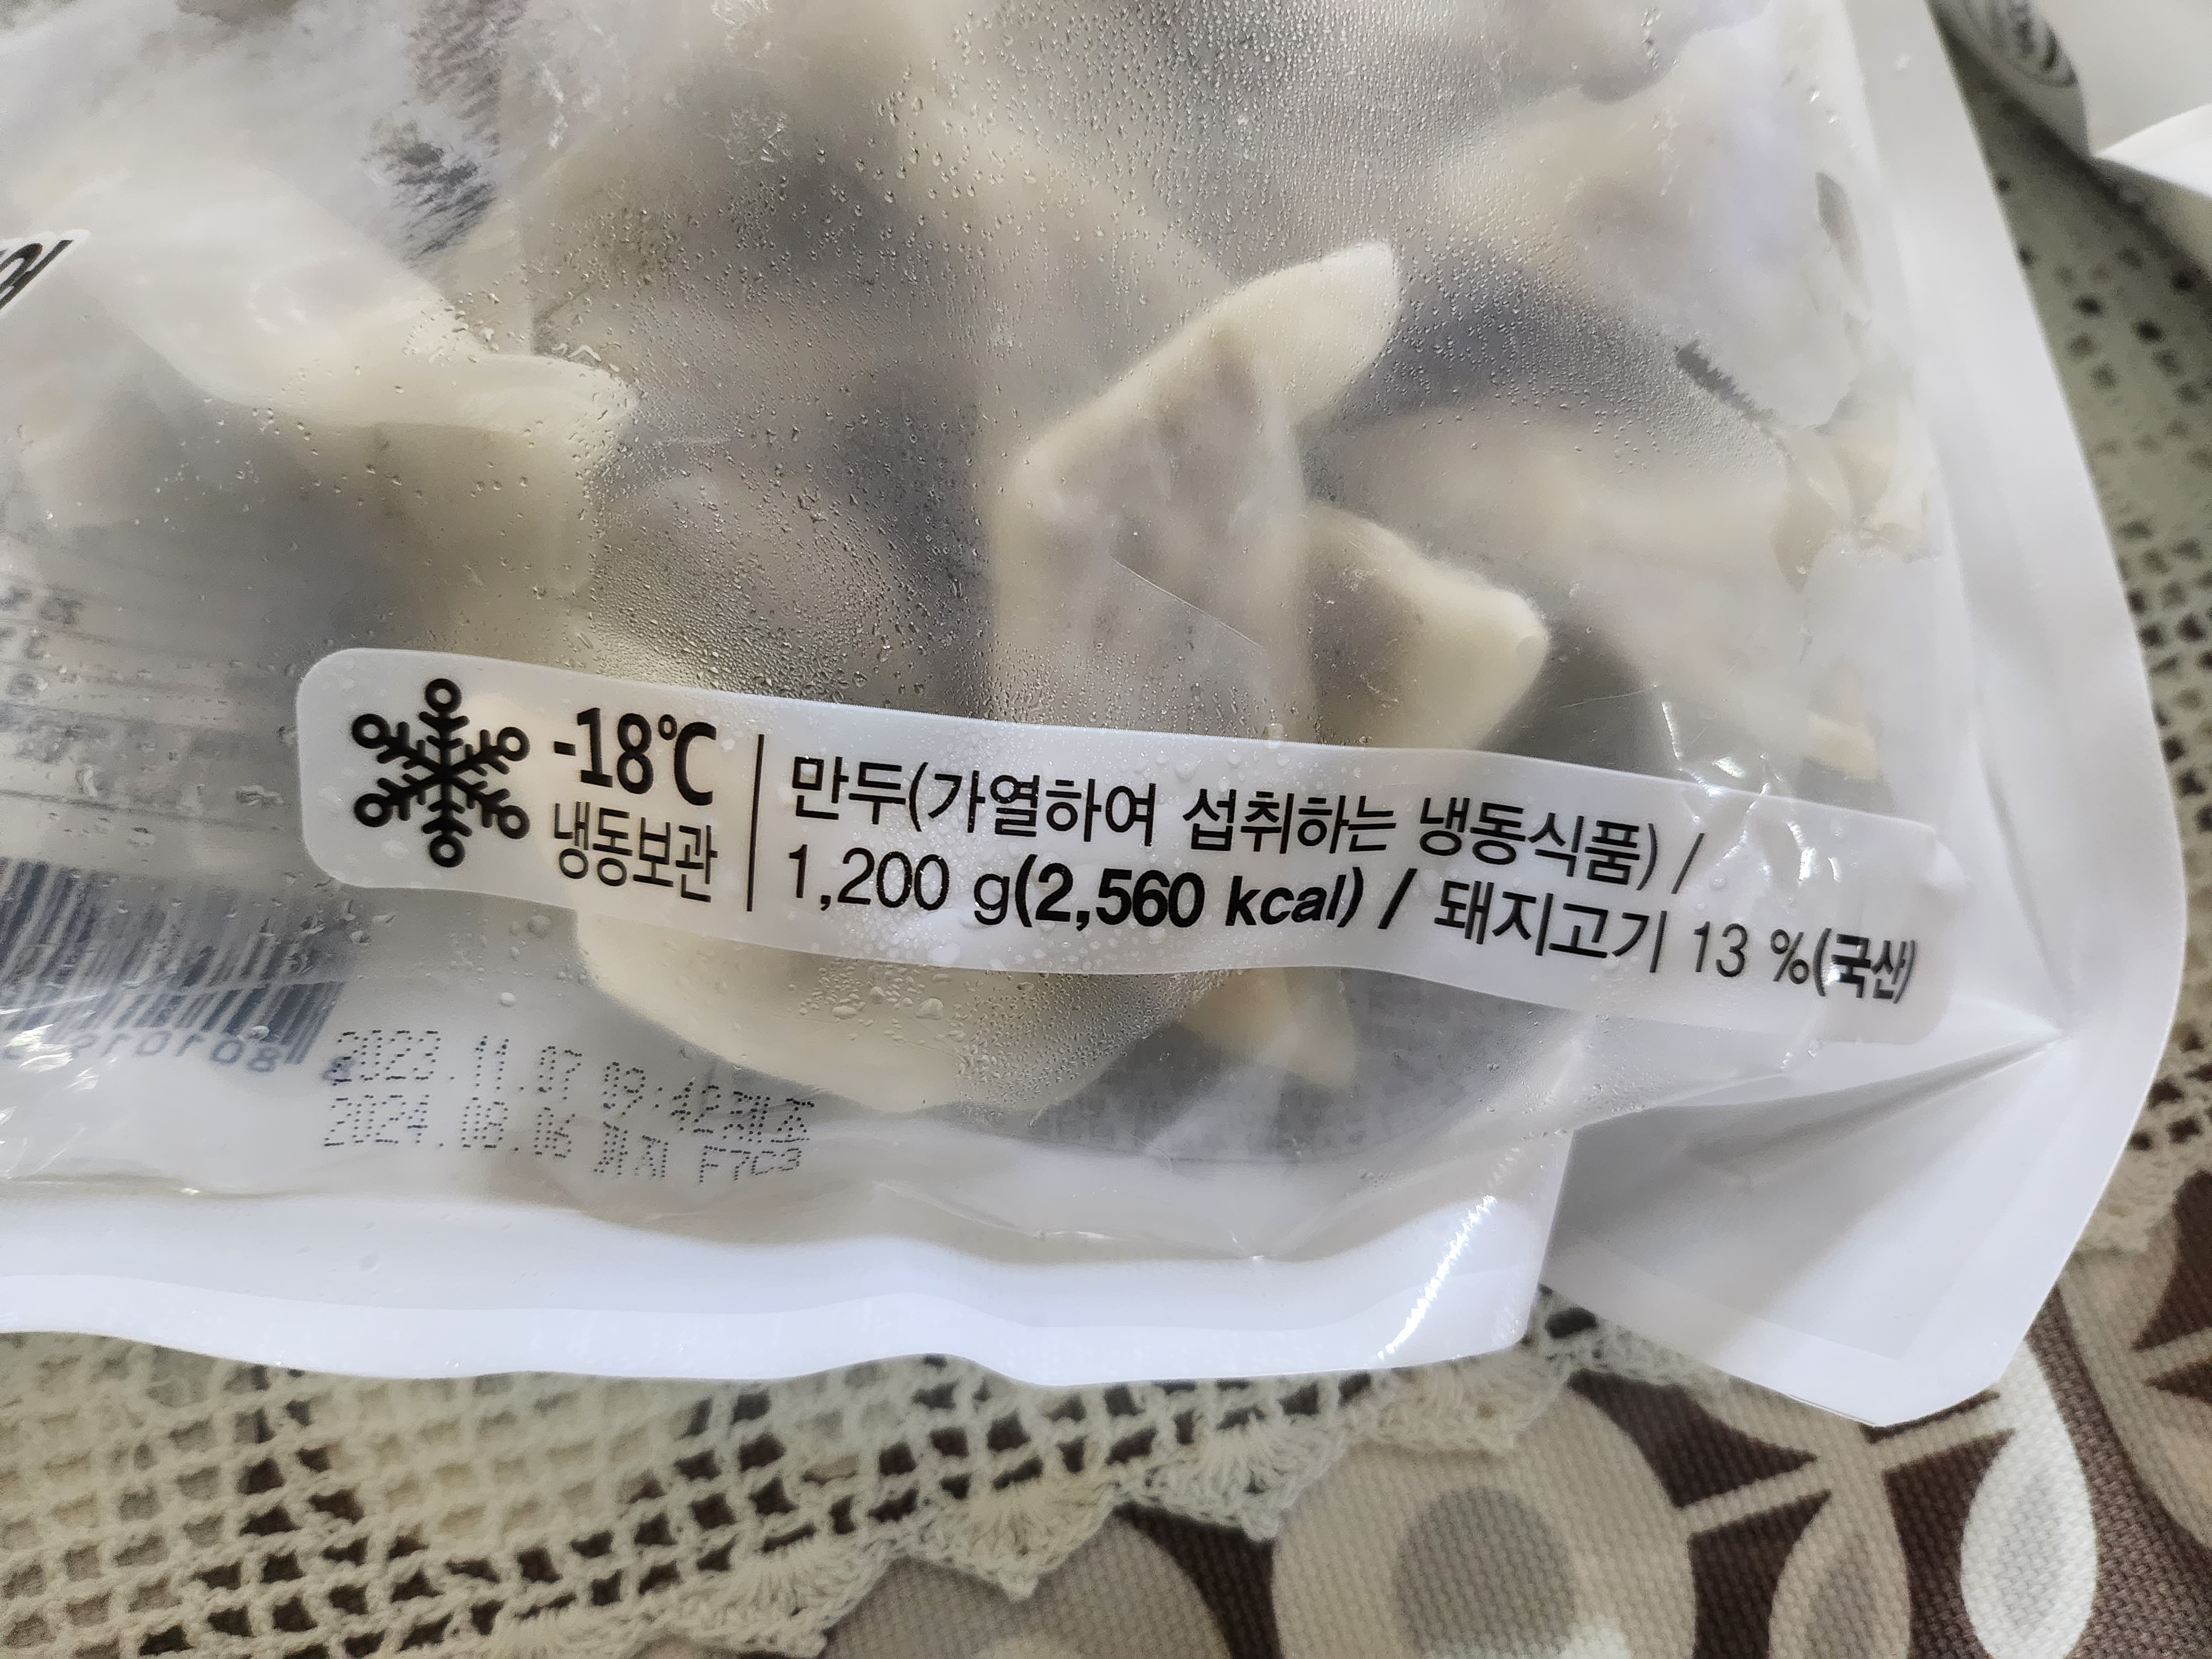 -18℃
냉동보관
만두(가열하여 섭취하는 냉동식품) /
1,200 g(2,560 kcal) / 돼지고기 13 %(국산)
2023.11.07 09:42제조
2024.08.06 까지 F7C3